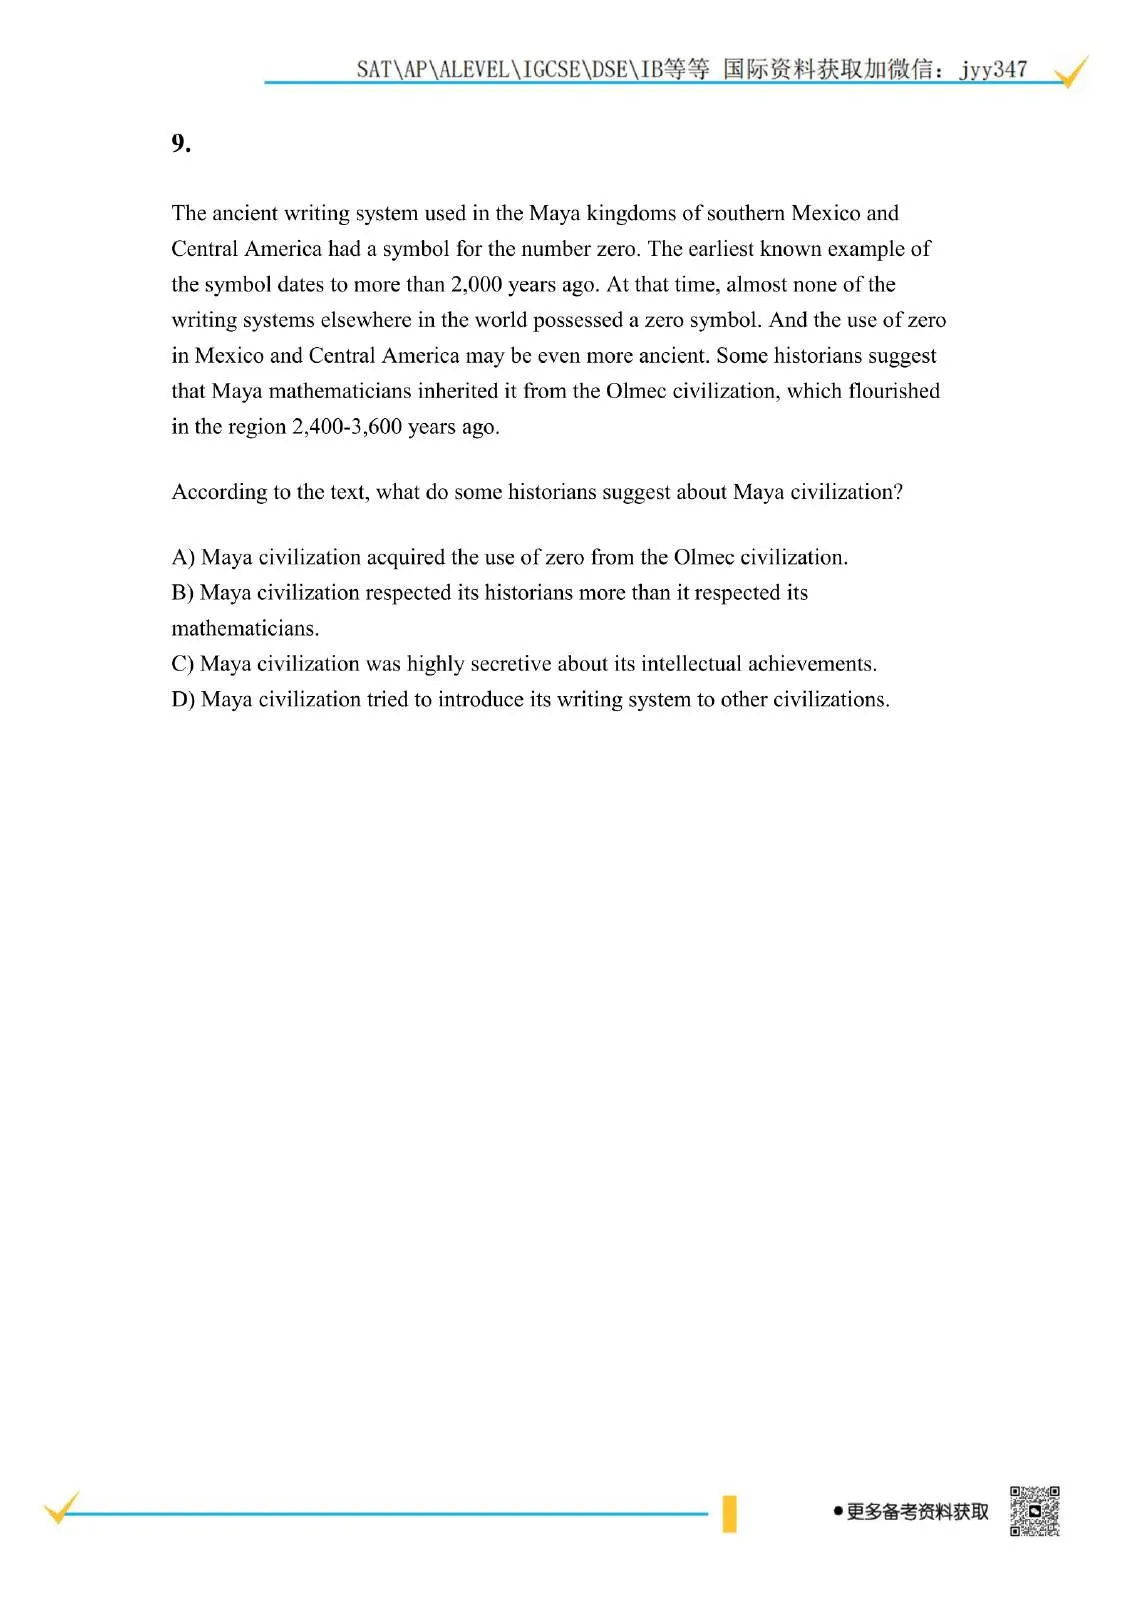 SAT\AP\ALEVEL\IGCSE\DSE\IB等等 国际资料获取加微信：jyy347
9.
The ancient writing system used in the Maya kingdoms of southern Mexico and
Central America had a symbol for the number zero. The earliest known example of
the symbol dates to more than 2,000 years ago. At that time, almost none of the
writing systems elsewhere in the world possessed a zero symbol. And the use of zero
in Mexico and Central America may be even more ancient. Some historians suggest
that Maya mathematicians inherited it from the Olmec civilization, which flourished
in the region 2,400-3,600 years ago.
According to the text, what do some historians suggest about Maya civilization?
A) Maya civilization acquired the use of zero from the Olmec civilization.
B) Maya civilization respected its historians more than it respected its
mathematicians.
C) Maya civilization was highly secretive about its intellectual achievements.
D) Maya civilization tried to introduce its writing system to other civilizations.
•更多备考资料获取